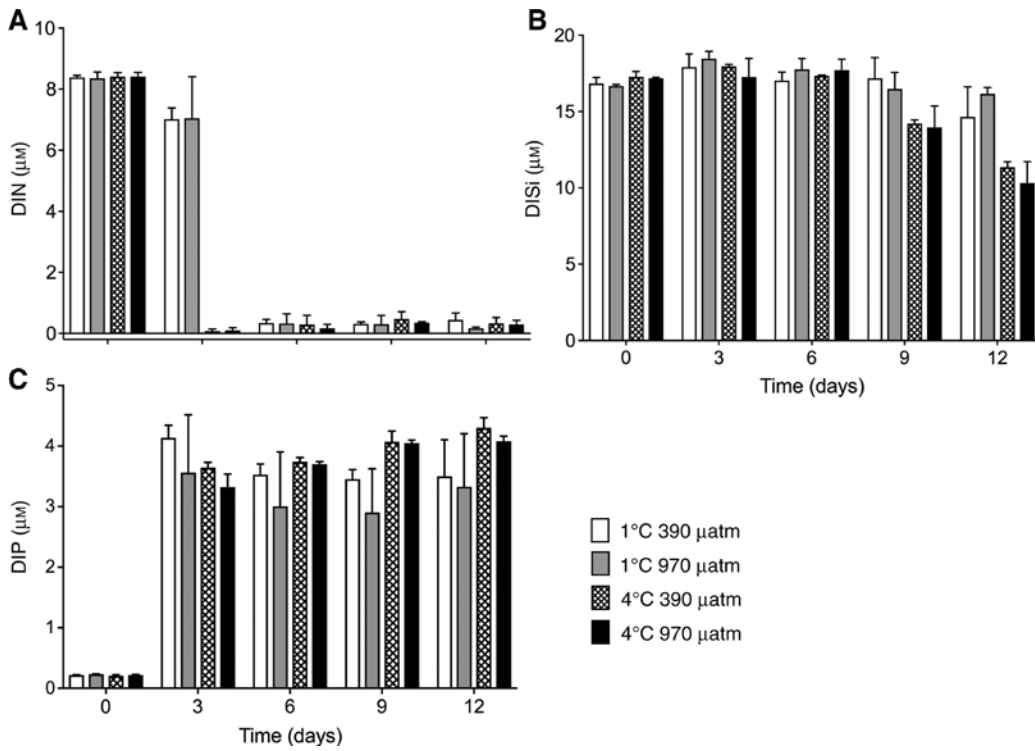 A
10
8
6
4
2
0
DIN (μM)
B
20
15
10
5
0
DISi (μM)
0 3 6 9 12
Time (days)
C
5
4
3
2
1
0
DIP (μM)
0 3 6 9 12
Time (days)
1°C 390 μatm
1°C 970 μatm
4°C 390 μatm
4°C 970 μatm